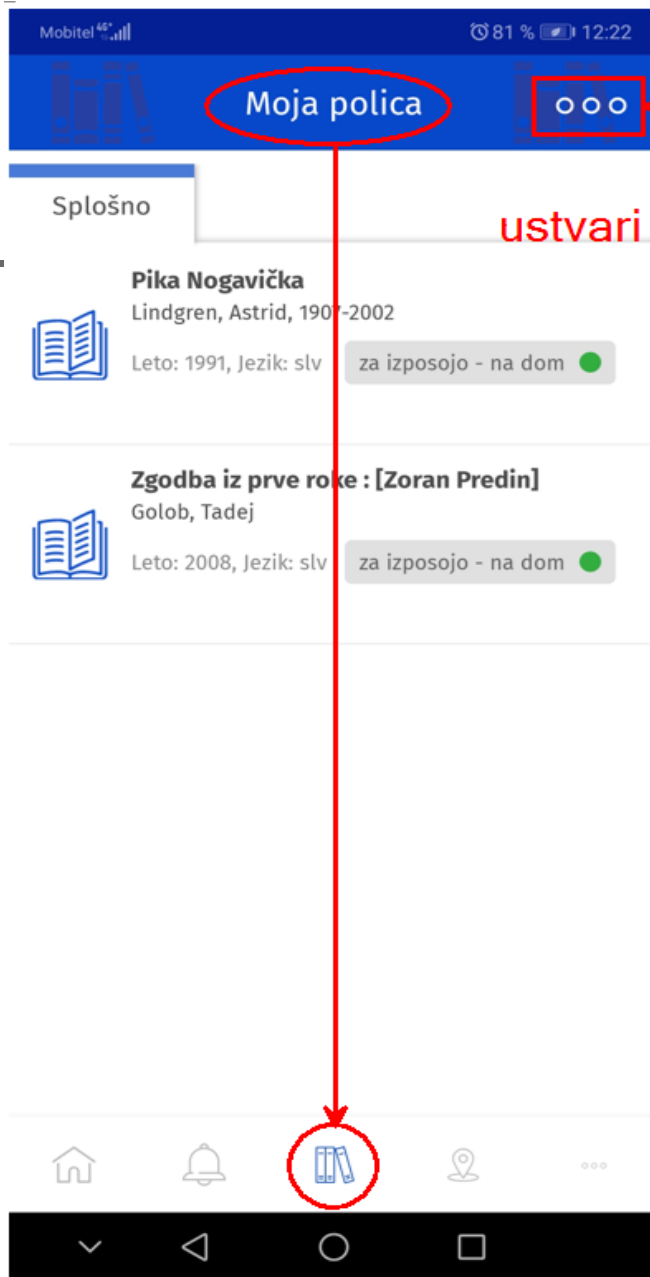 Mobitel 81 % 12:22
Moja polica
Splošno
ustvari
Pika Nogavička
Lindgren, Astrid, 1907-2002
Leto: 1991, Jezik: slv za izposojo - na dom
Zgodba iz prve roke : [Zoran Predin]
Golob, Tadej
Leto: 2008, Jezik: slv za izposojo - na dom